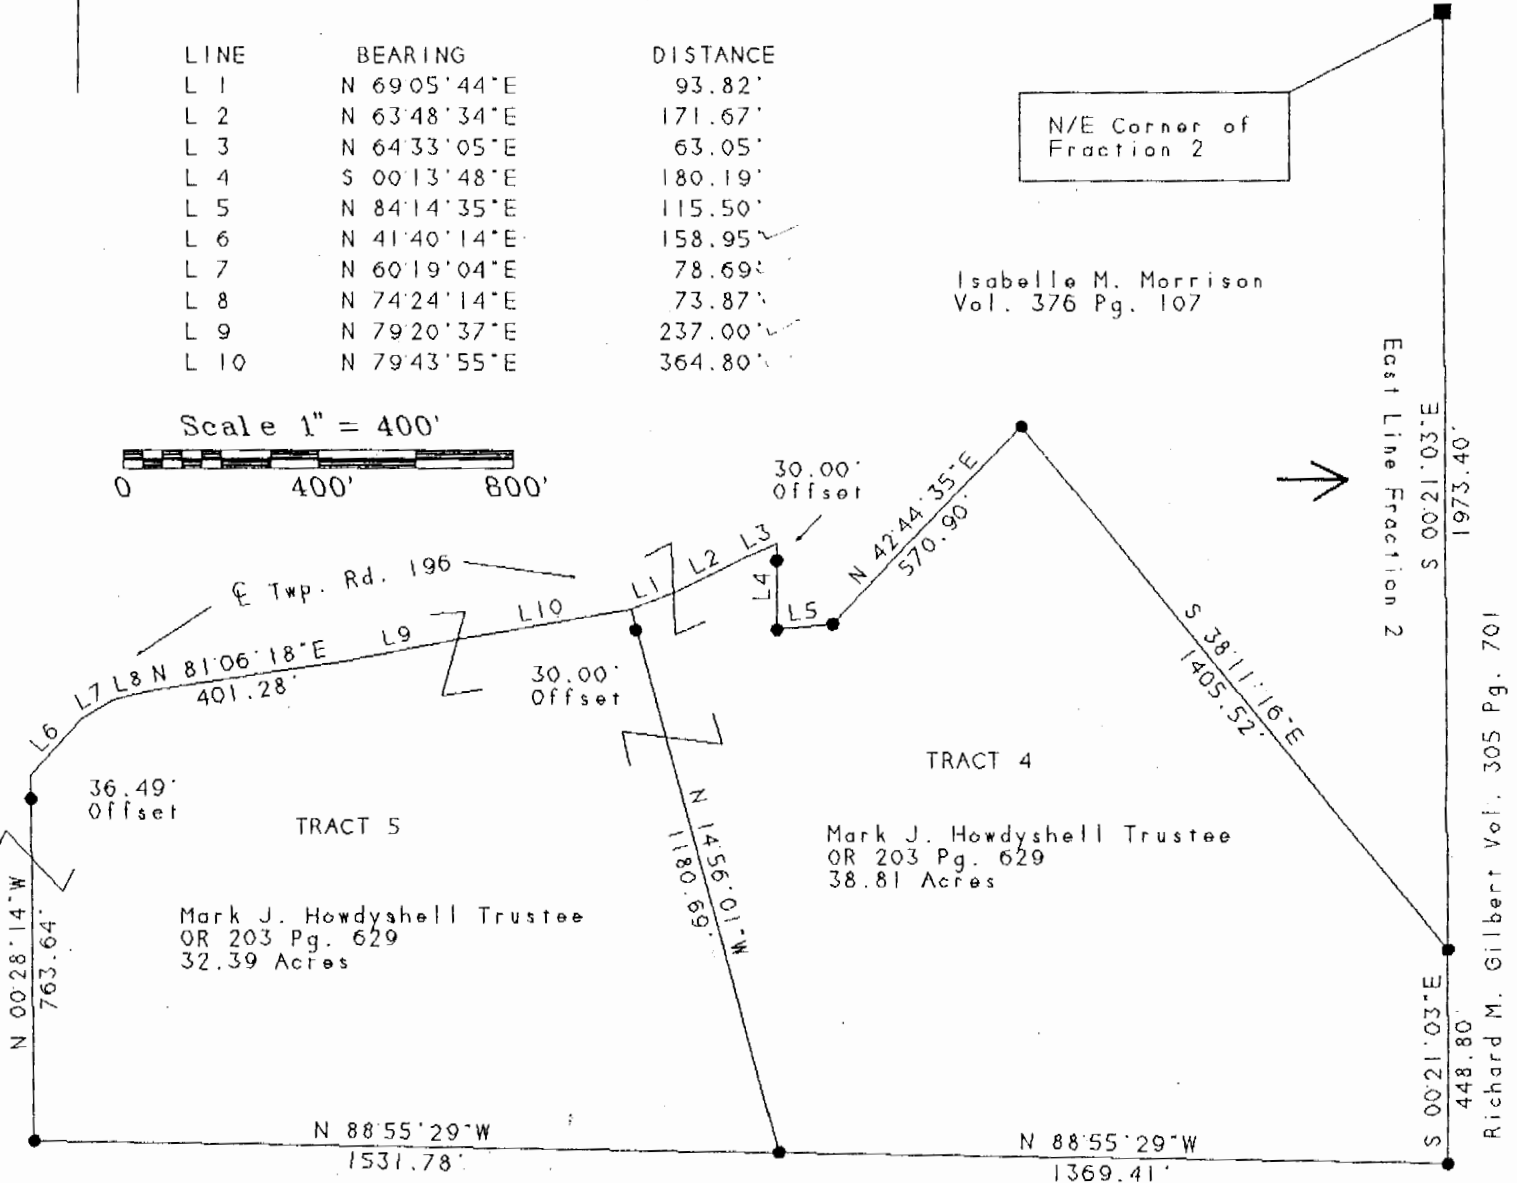 LINE BEARING DISTANCE
L 1 N 69°05'44"E 93.82'
L 2 N 63°48'34"E 171.67'
L 3 N 64°33'05"E 63.05'
L 4 S 00°13'48"E 180.19'
L 5 N 84°14'35"E 115.50'
L 6 N 41°40'14"E 158.95'
L 7 N 60°19'04"E 78.69'
L 8 N 74°24'14"E 73.87'
L 9 N 79°20'37"E 237.00'
L 10 N 79°43'55"E 364.80'
N/E Corner of
Fraction 2
Isabelle M. Morrison
Vol. 376 Pg. 107
Scale 1" = 400'
0 400' 800'
East Line Fraction 2
S 00°21'03"E
1973.40'
30.00'
Offset
N 42°44'35"E
570.90'
℄ Twp. Rd. 196
L1
L2
L3
L4
L5
L10
L9
N 81°06'18"E
401.28'
L8
L7
L6
30.00'
Offset
36.49'
Offset
S 38°11'16"E
1405.52'
TRACT 4
Mark J. Howdyshell Trustee
OR 203 Pg. 629
38.81 Acres
TRACT 5
Mark J. Howdyshell Trustee
OR 203 Pg. 629
32.39 Acres
N 14°56'01"W
1180.69'
N 00°28'14"W
763.64'
Richard M. Gilbert Vol. 305 Pg. 701
S 00°21'03"E
448.80'
N 88°55'29"W
1531.78'
N 88°55'29"W
1369.41'